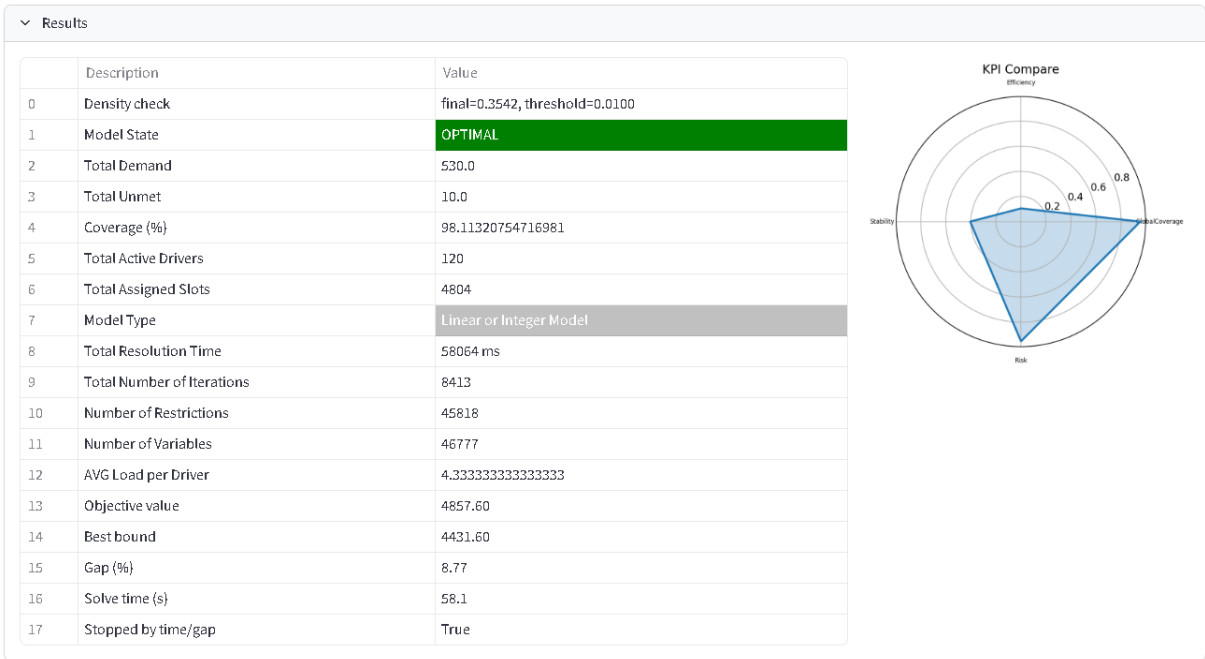 Results
Description Value
0 Density check final=0.3542, threshold=0.0100
1 Model State OPTIMAL
2 Total Demand 530.0
3 Total Unmet 10.0
4 Coverage (%) 98.11320754716981
5 Total Active Drivers 120
6 Total Assigned Slots 4804
7 Model Type Linear or Integer Model
8 Total Resolution Time 58064 ms
9 Total Number of Iterations 8413
10 Number of Restrictions 45818
11 Number of Variables 46777
12 AVG Load per Driver 4.333333333333333
13 Objective value 4857.60
14 Best bound 4431.60
15 Gap (%) 8.77
16 Solve time (s) 58.1
17 Stopped by time/gap True
KPI Compare
Efficiency
0.8
0.6
0.4
0.2
Stability
GlobalCoverage
Risk